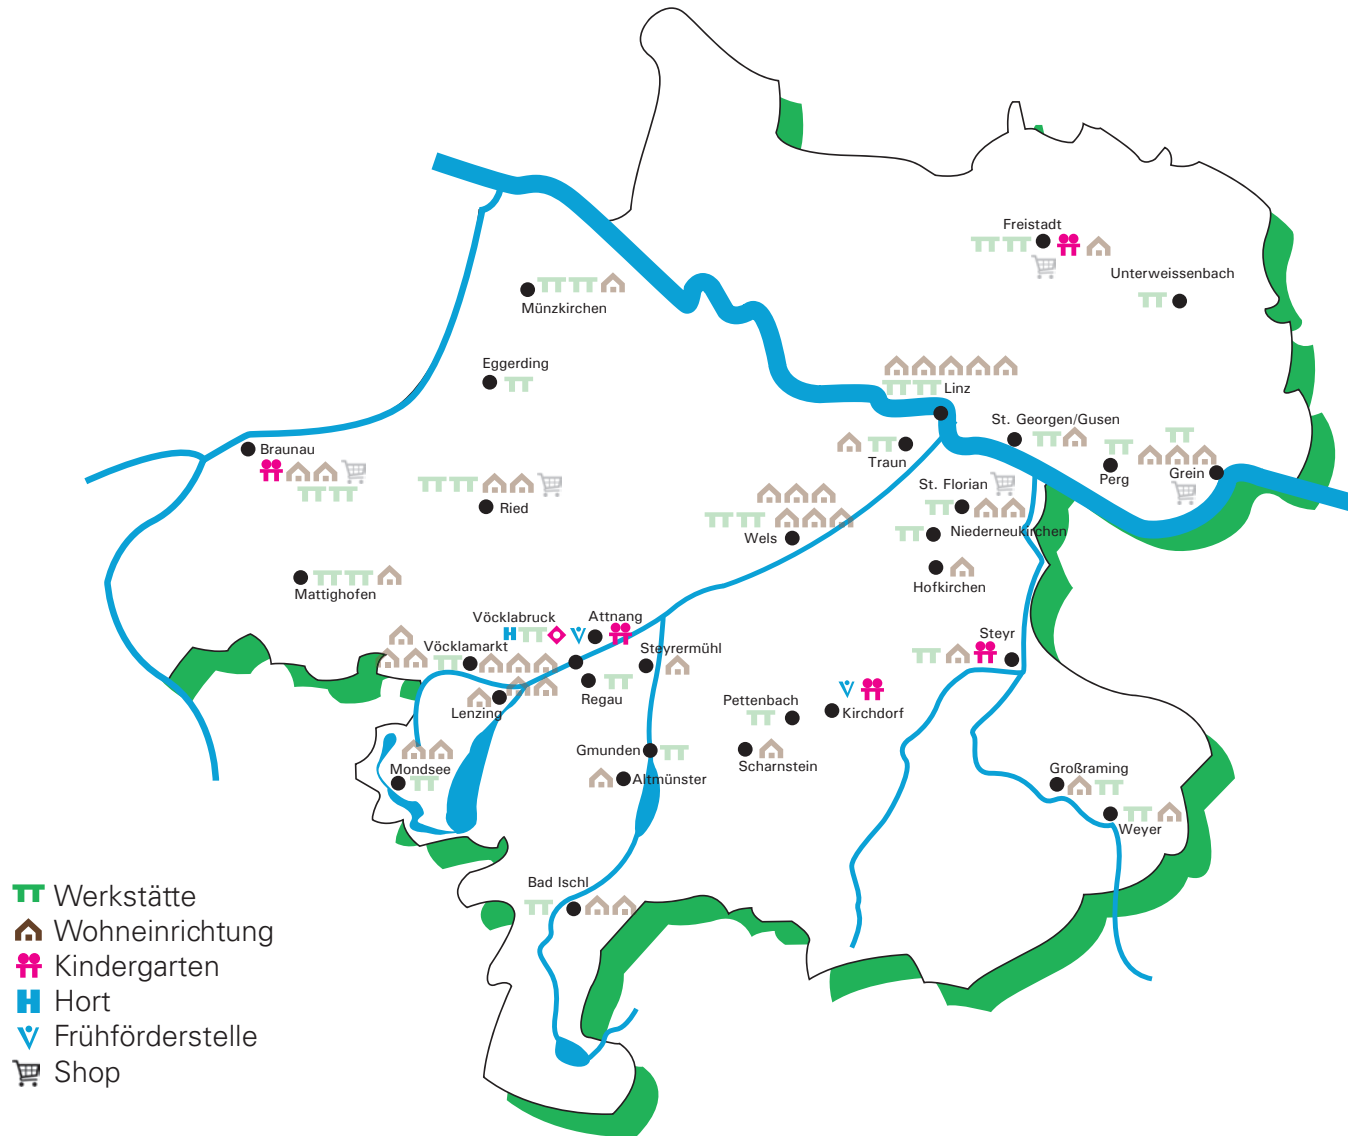 Freistadt
Unterweissenbach
Münzkirchen
Eggerding
Linz
St. Georgen/Gusen
Braunau
Traun
Perg
Grein
St. Florian
Ried
Wels
Niederneukirchen
Hofkirchen
Mattighofen
Vöcklabruck
Attnang
Steyr
Vöcklamarkt
Steyrermühl
Regau
Lenzing
Pettenbach
Kirchdorf
Gmunden
Scharnstein
Mondsee
Altmünster
Großraming
Weyer
Bad Ischl
Werkstätte
Wohneinrichtung
Kindergarten
H Hort
Frühförderstelle
Shop